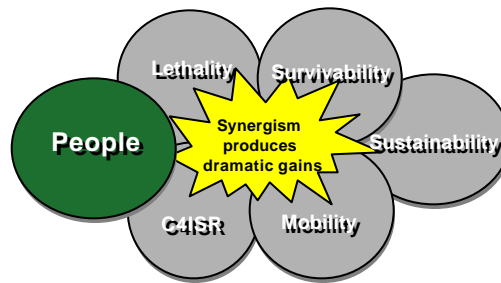 Lethality
Survivability
People
Synergism
produces
dramatic gains
Sustainability
C4ISR
Mobility